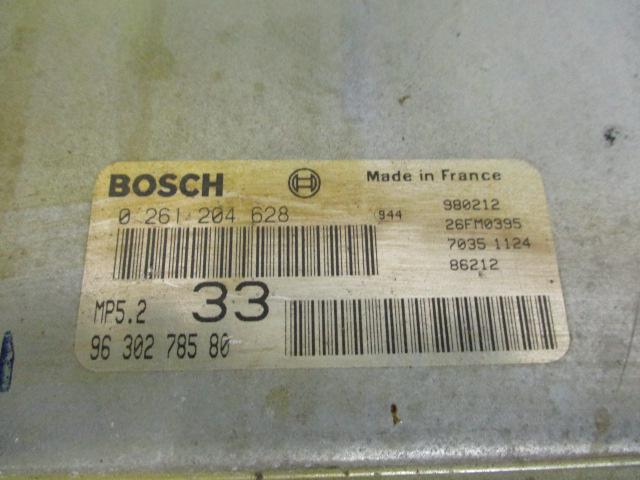 BOSCH Made in France
0 261 204 628 944 980212
26FM0395
7035 1124
86212
MP5.2 33
96 302 785 80